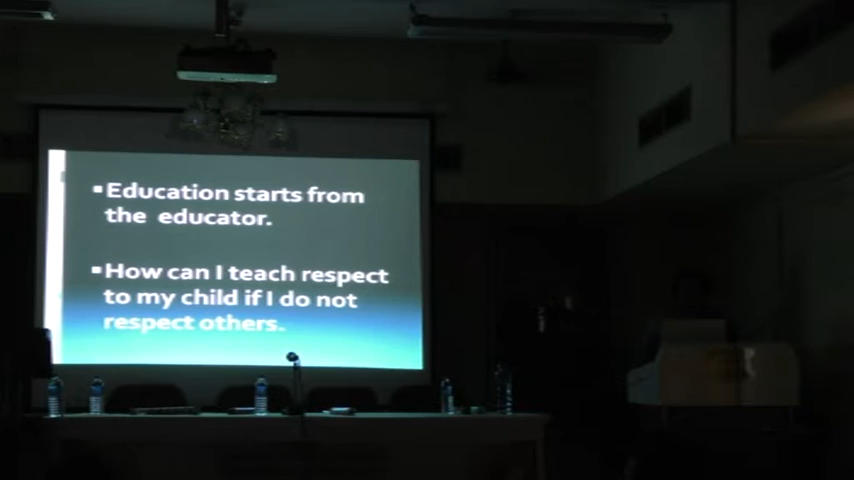 ▪Education starts from
the educator.
▪How can I teach respect
to my child if I do not
respect others.